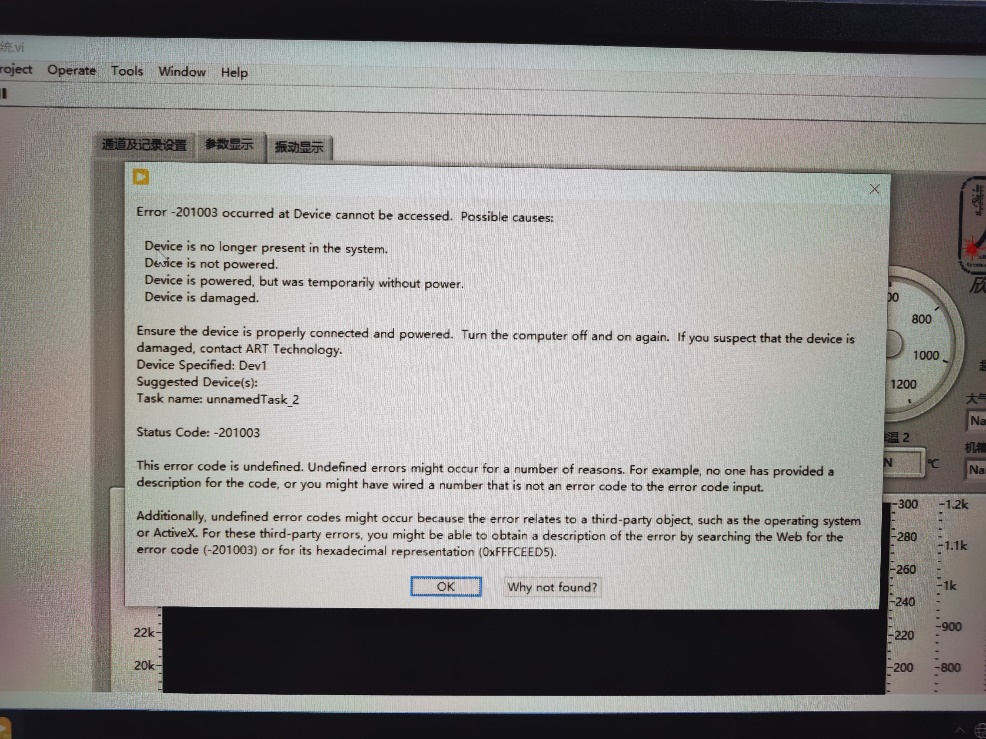 统.vi
roject Operate Tools Window Help
通道及记录设置 参数显示 振动显示
Error -201003 occurred at Device cannot be accessed. Possible causes:
Device is no longer present in the system.
Device is not powered.
Device is powered, but was temporarily without power.
Device is damaged.
Ensure the device is properly connected and powered. Turn the computer off and on again. If you suspect that the device is
damaged, contact ART Technology.
Device Specified: Dev1
Suggested Device(s):
Task name: unnamedTask_2
Status Code: -201003
This error code is undefined. Undefined errors might occur for a number of reasons. For example, no one has provided a
description for the code, or you might have wired a number that is not an error code to the error code input.
Additionally, undefined error codes might occur because the error relates to a third-party object, such as the operating system
or ActiveX. For these third-party errors, you might be able to obtain a description of the error by searching the Web for the
error code (-201003) or for its hexadecimal representation (0xFFFCEED5).
OK Why not found?
00
800
1000
1200
大气
Na
温 2
N ℃
Na
欣
300
280
260
240
220
200
1.2k
1.1k
1k
900
800
22k
20k